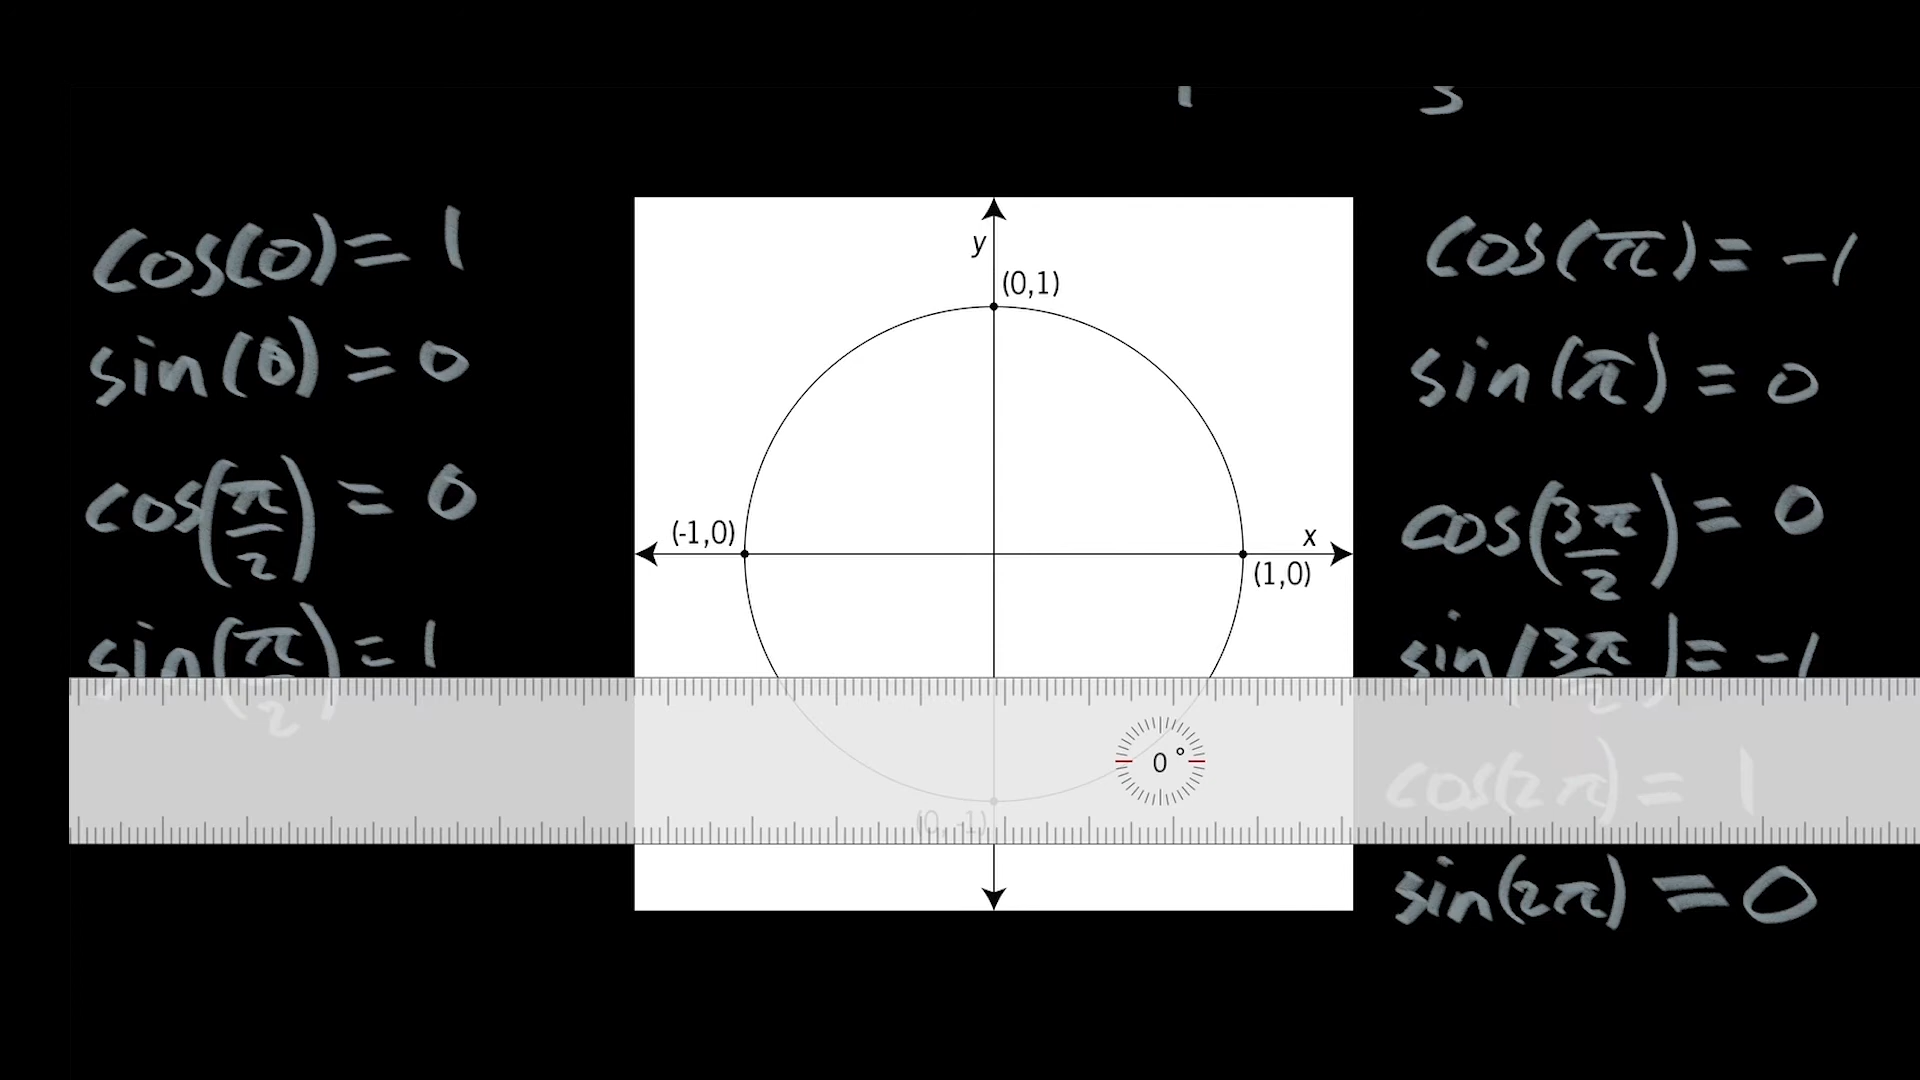 cos(0) = 1
sin(0) = 0
cos(π/2) = 0
sin(π/2) = 1
y
(0,1)
(-1,0)
x
(1,0)
0°
(0, -1)
cos(π) = -1
sin(π) = 0
cos(3π/2) = 0
sin(3π/2) = -1
cos(2π) = 1
sin(2π) = 0